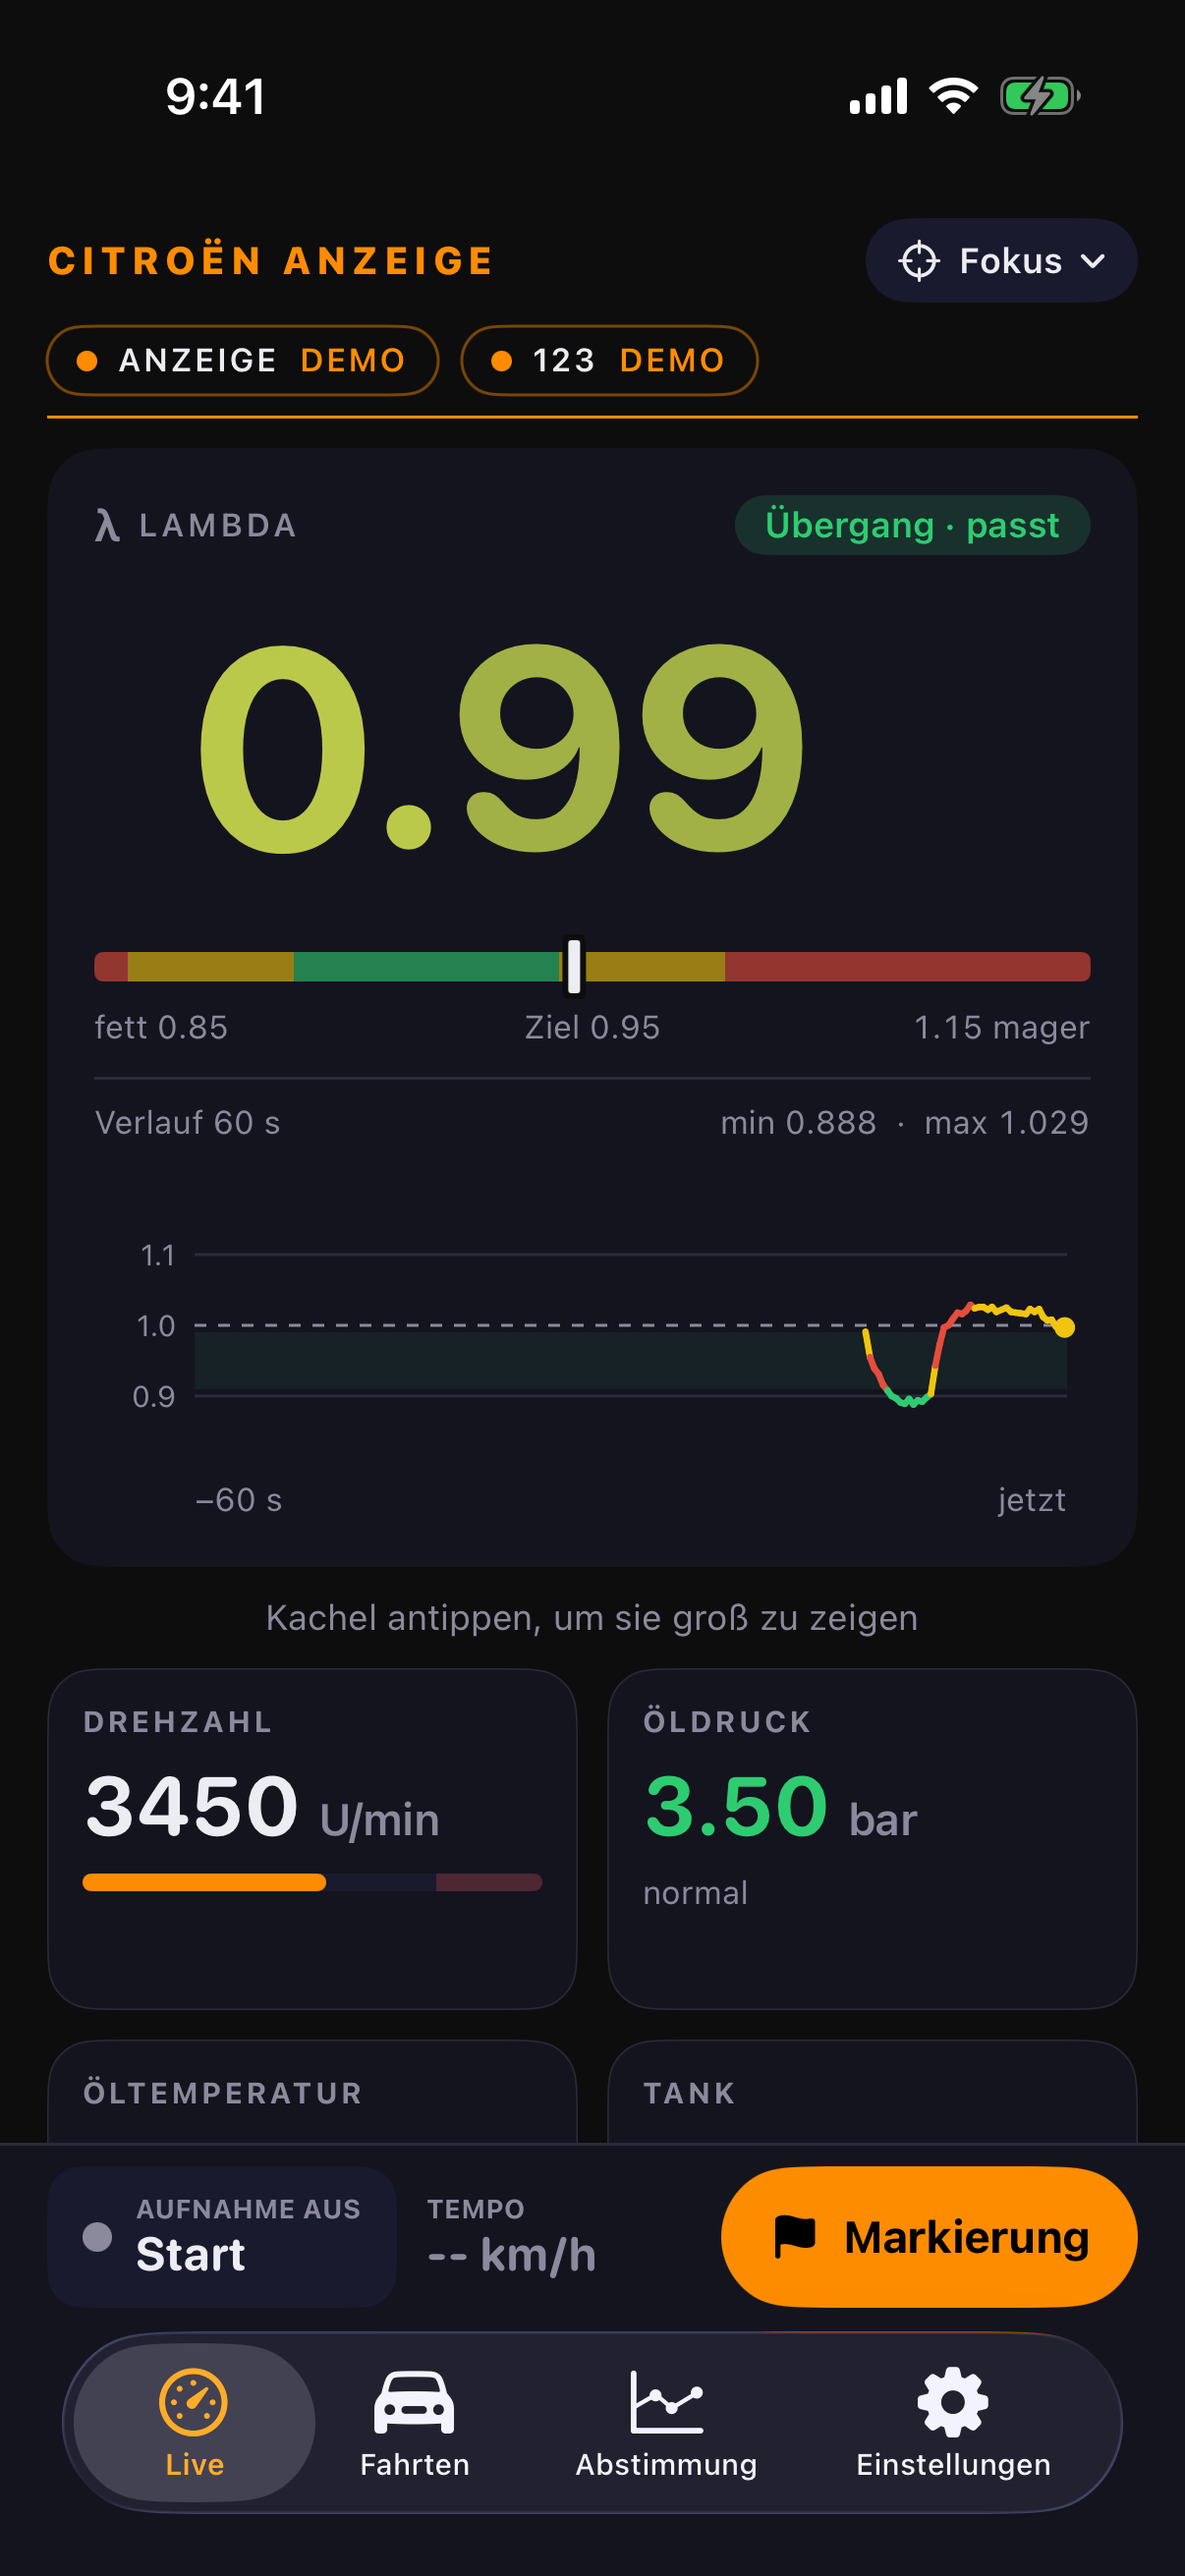 9:41
CITROËN ANZEIGE
Fokus
ANZEIGE DEMO
123 DEMO
λ LAMBDA
Übergang · passt
0.99
fett 0.85
Ziel 0.95
1.15 mager
Verlauf 60 s
min 0.888 · max 1.029
1.1
1.0
0.9
–60 s
jetzt
Kachel antippen, um sie groß zu zeigen
DREHZAHL
3450 U/min
ÖLDRUCK
3.50 bar
normal
ÖLTEMPERATUR
TANK
AUFNAHME AUS
Start
TEMPO
-- km/h
Markierung
Live
Fahrten
Abstimmung
Einstellungen